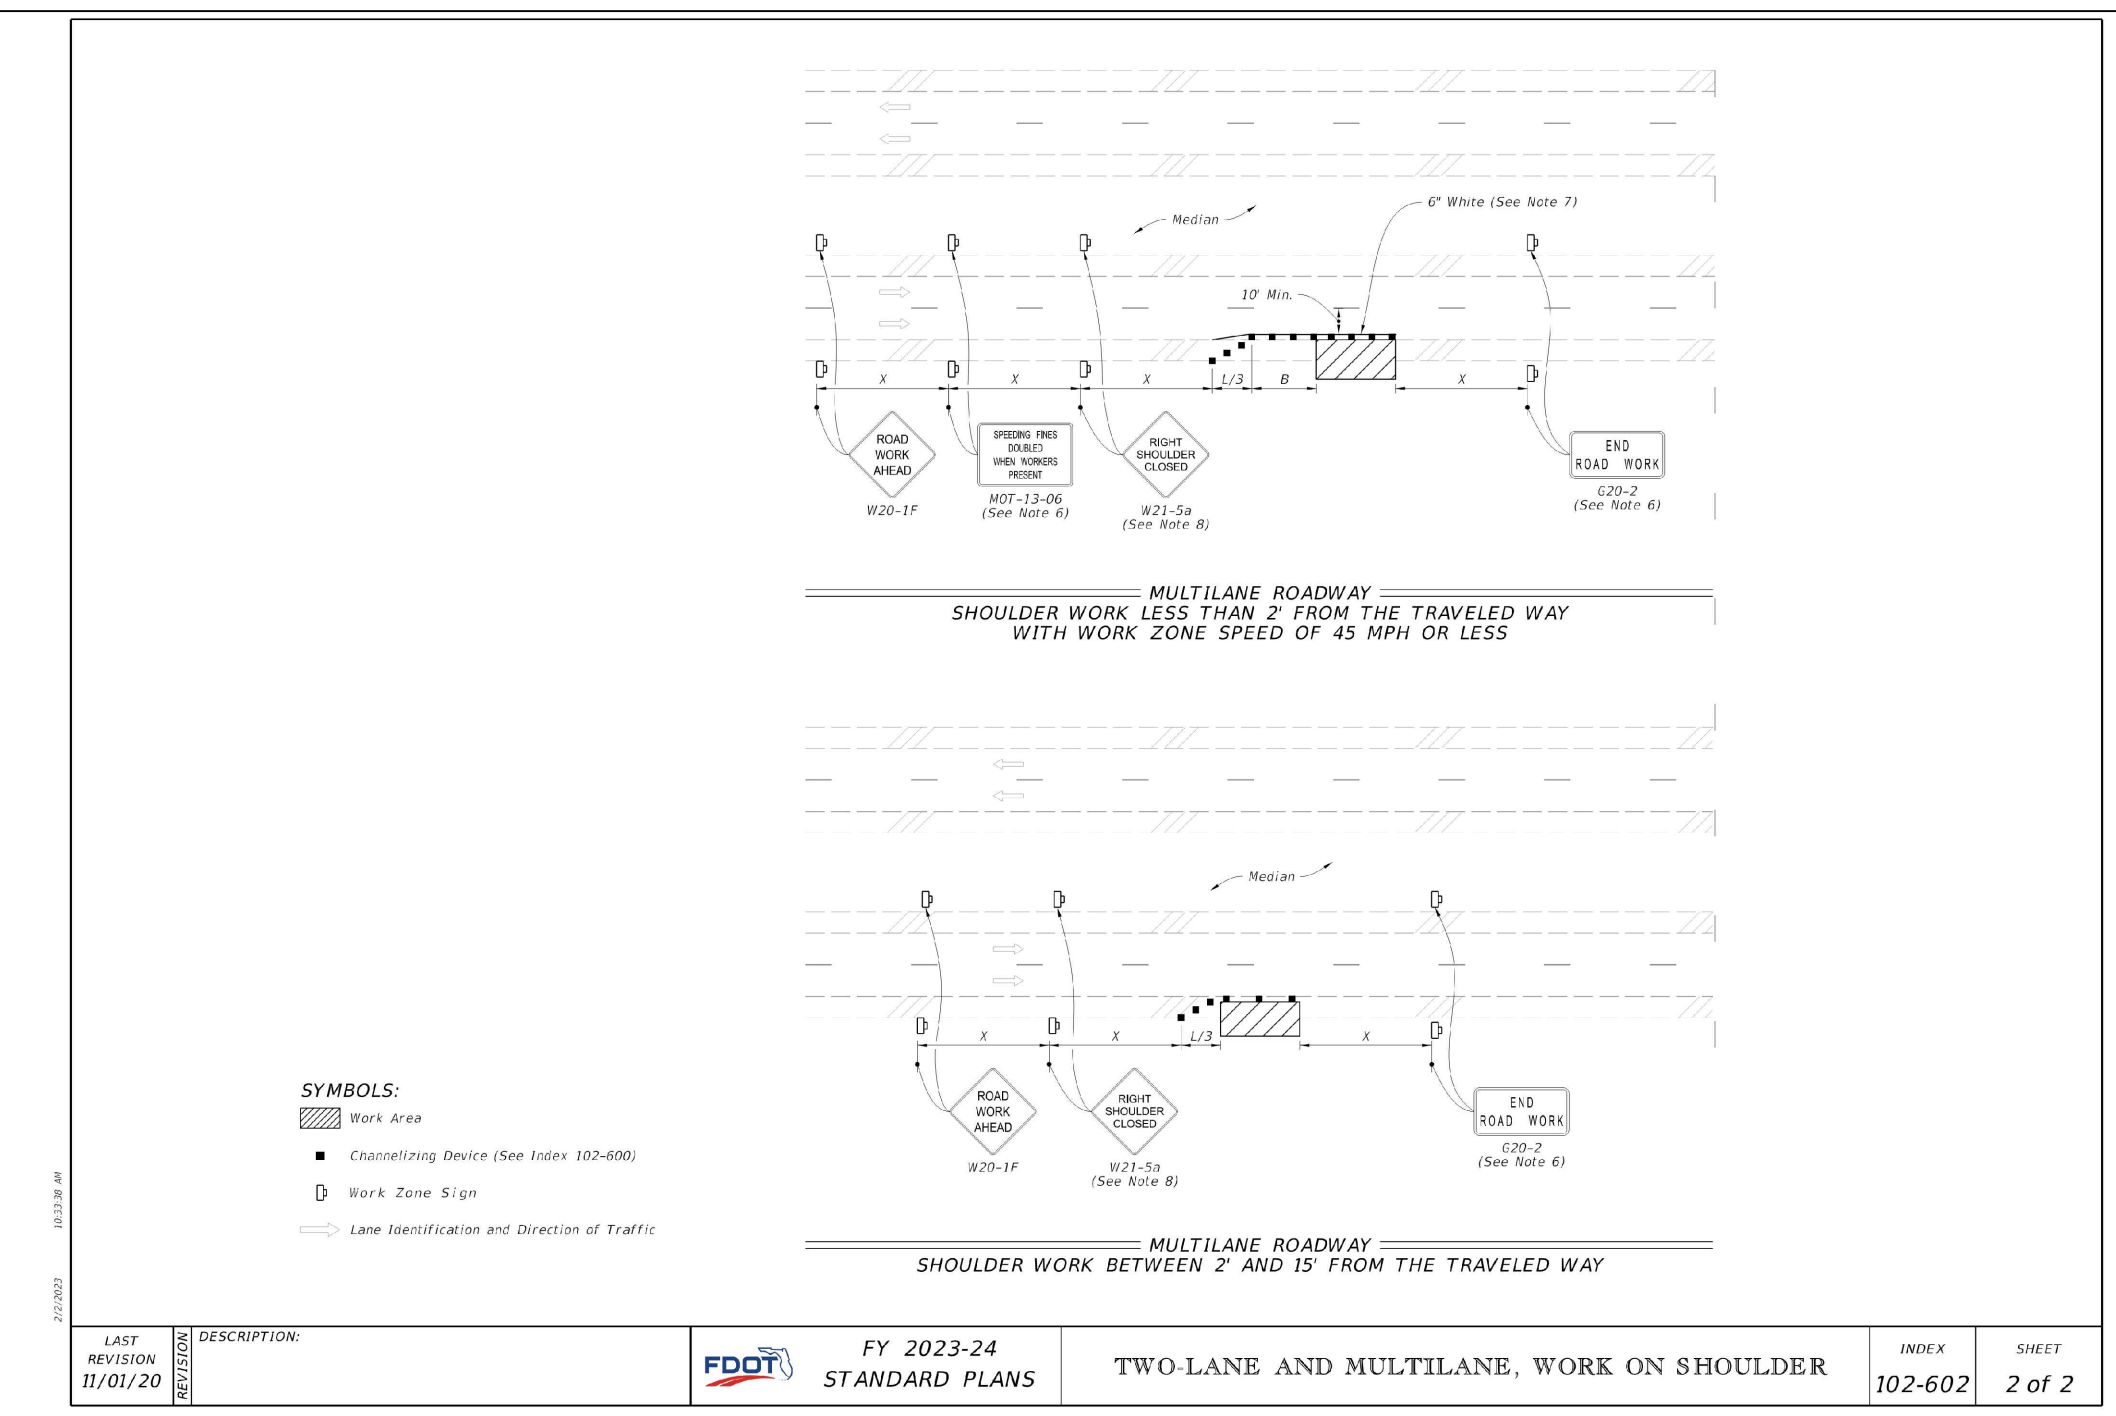 Median
6" White (See Note 7)
10' Min.
X
X
X
L/3
B
X
ROAD
WORK
AHEAD
W20-1F
SPEEDING FINES
DOUBLED
WHEN WORKERS
PRESENT
MOT-13-06
(See Note 6)
RIGHT
SHOULDER
CLOSED
W21-5a
(See Note 8)
END
ROAD WORK
G20-2
(See Note 6)
MULTILANE ROADWAY
SHOULDER WORK LESS THAN 2' FROM THE TRAVELED WAY
WITH WORK ZONE SPEED OF 45 MPH OR LESS
Median
X
X
L/3
X
ROAD
WORK
AHEAD
W20-1F
RIGHT
SHOULDER
CLOSED
W21-5a
(See Note 8)
END
ROAD WORK
G20-2
(See Note 6)
MULTILANE ROADWAY
SHOULDER WORK BETWEEN 2' AND 15' FROM THE TRAVELED WAY
SYMBOLS:
Work Area
Channelizing Device (See Index 102-600)
Work Zone Sign
Lane Identification and Direction of Traffic
2/2/2023 10:33:38 AM
LAST
REVISION
11/01/20
REVISION
DESCRIPTION:
FDOT
FY 2023-24
STANDARD PLANS
TWO-LANE AND MULTILANE, WORK ON SHOULDER
INDEX
102-602
SHEET
2 of 2